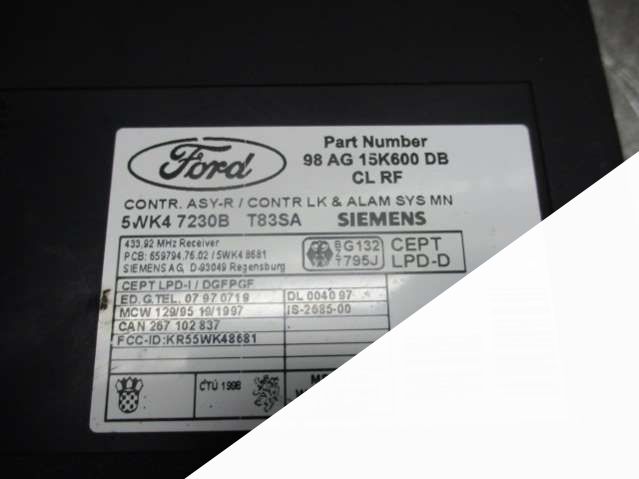 Ford
Part Number
98 AG 15K600 DB
CL RF
CONTR. ASY-R / CONTR LK & ALAM SYS MN
5WK4 7230B T83SA SIEMENS
433,92 MHz Receiver
PCB: 659794.76.02 / 5WK4 8681
SIEMENS AG, D-93049 Regensburg
G132
795J
CEPT
LPD-D
CEPT LPD-I / DGFPGF
ED. G.TEL. 07 97 0719 DL 0040 97
MCW 129/95 19/1997 IS-2685-00
CAN 267 102 837
FCC-ID:KR55WK48681
ČTÚ 1998